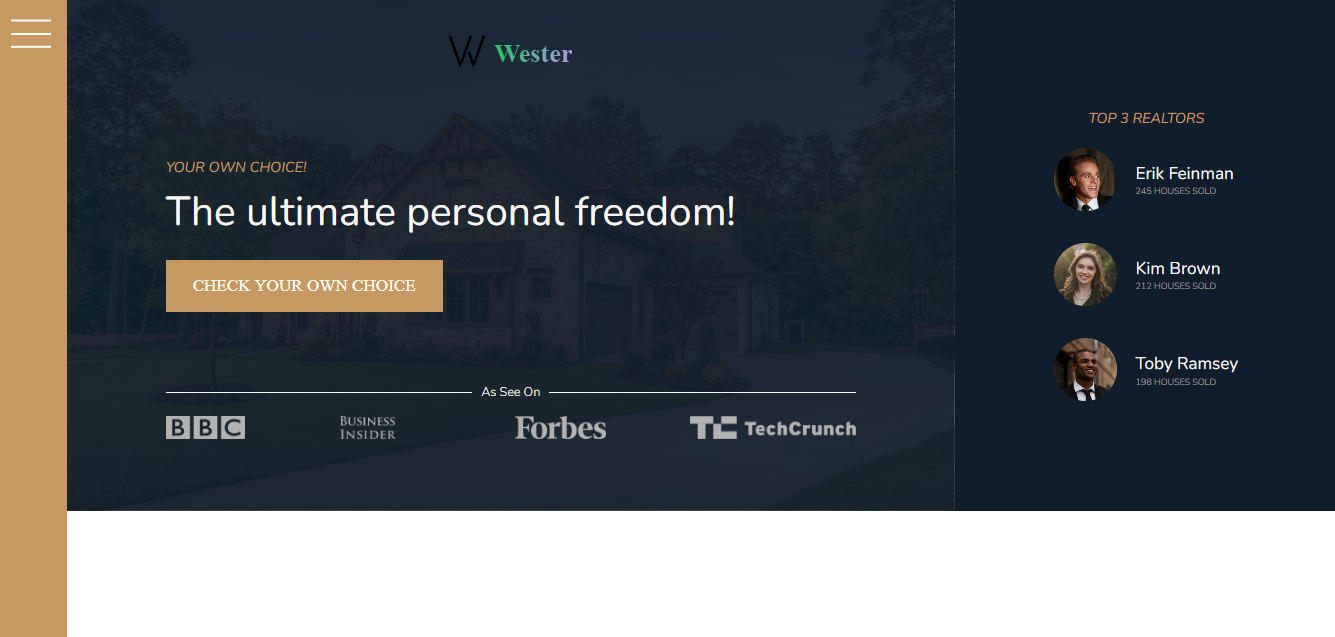 Wester
YOUR OWN CHOICE!
The ultimate personal freedom!
CHECK YOUR OWN CHOICE
As See On
BBC
BUSINESS
INSIDER
Forbes
TC TechCrunch
TOP 3 REALTORS
Erik Feinman
245 HOUSES SOLD
Kim Brown
212 HOUSES SOLD
Toby Ramsey
198 HOUSES SOLD